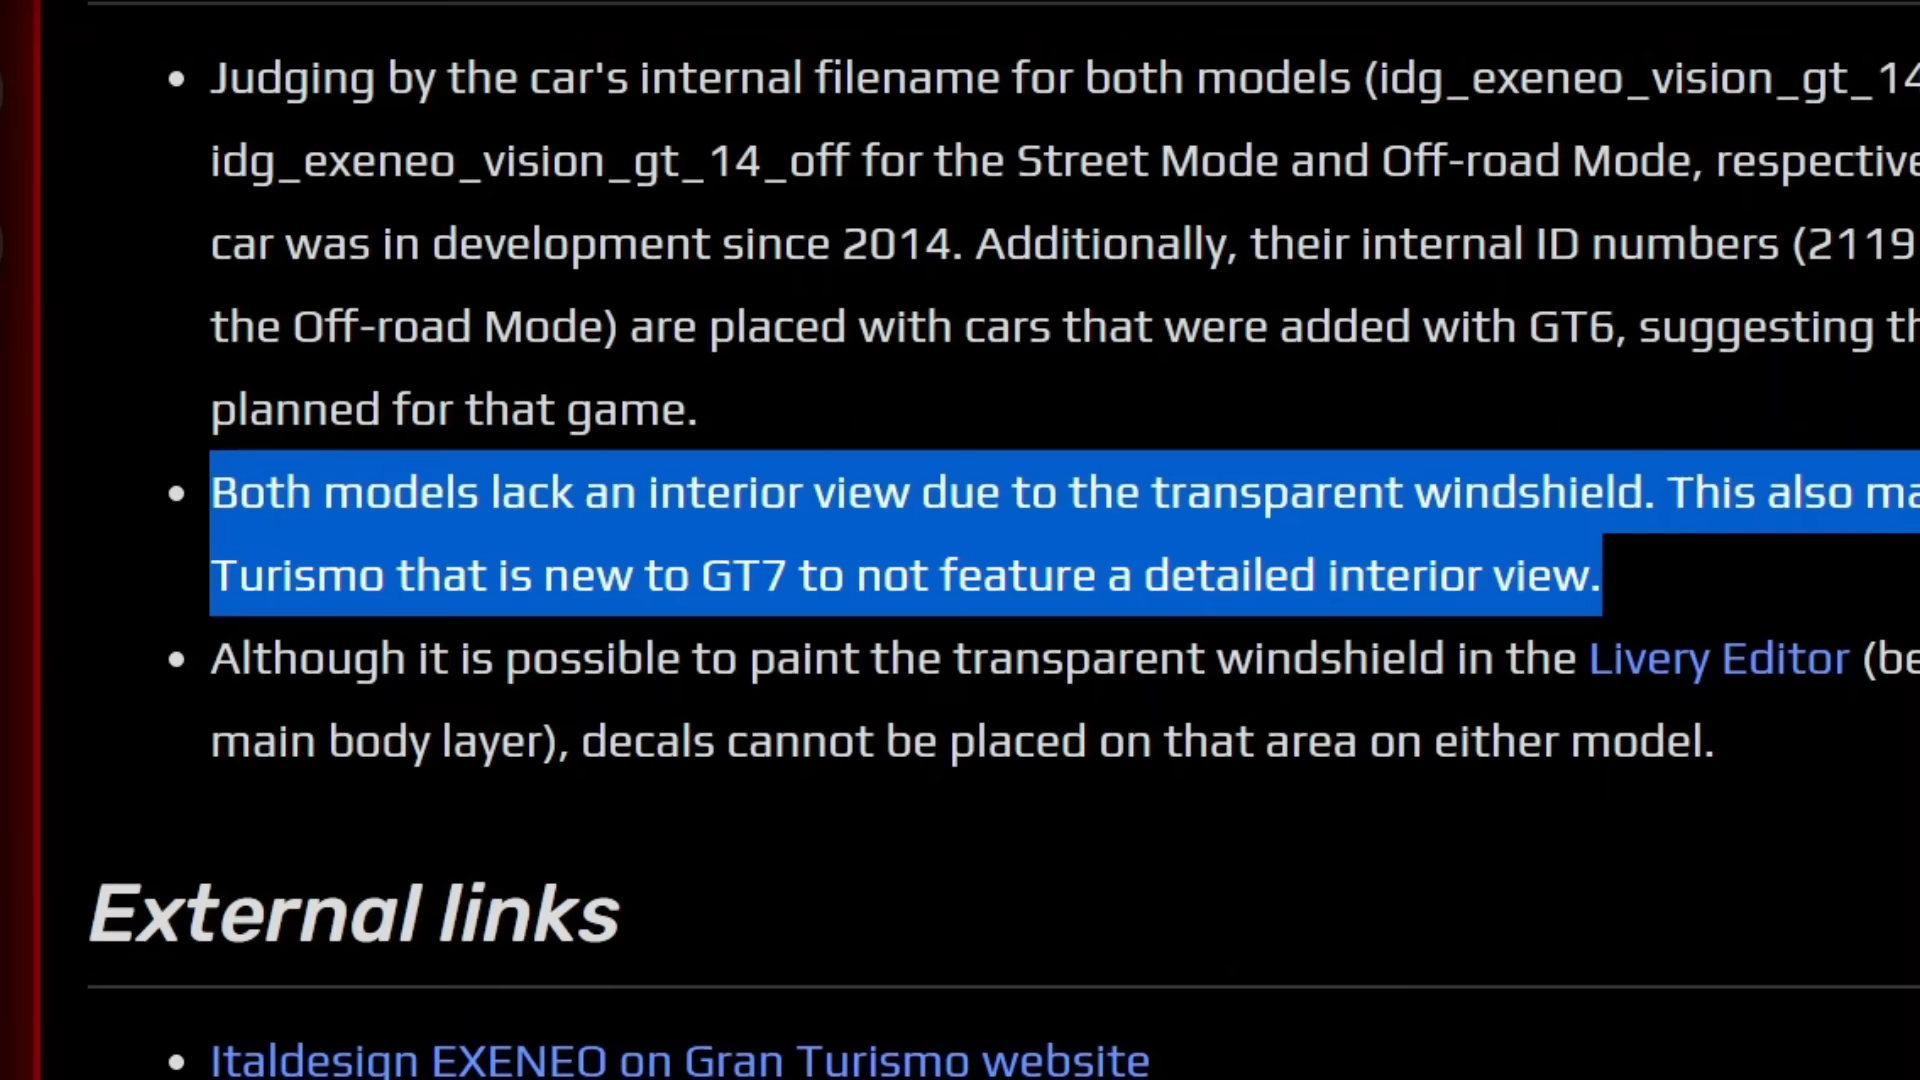 Judging by the car's internal filename for both models (idg_exeneo_vision_gt_14
idg_exeneo_vision_gt_14_off for the Street Mode and Off-road Mode, respective
car was in development since 2014. Additionally, their internal ID numbers (2119
the Off-road Mode) are placed with cars that were added with GT6, suggesting th
planned for that game.
Both models lack an interior view due to the transparent windshield. This also ma
Turismo that is new to GT7 to not feature a detailed interior view.
Although it is possible to paint the transparent windshield in the Livery Editor (be
main body layer), decals cannot be placed on that area on either model.
External links
Italdesign EXENEO on Gran Turismo website